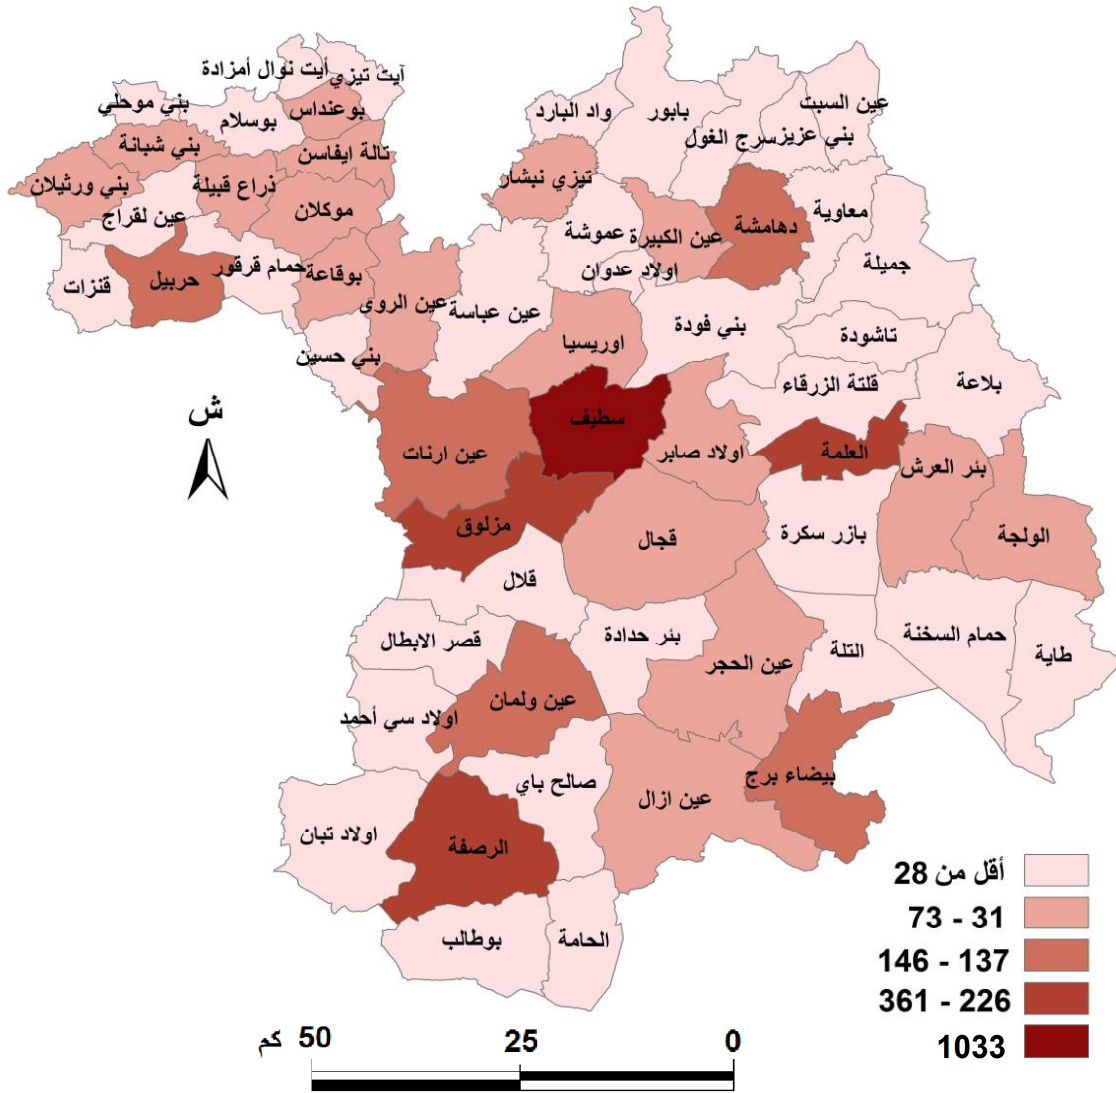 آيت تيزي
أيت نوال أمزادة
بني موحلي
بوسلام
بوعنداس
بني شبانة
تالة ايفاسن
بني ورثيلان
ذراع قبيلة
موكلان
عين لقراج
قنزات
حربيل
حمام قرقور
بوقاعة
عين الروى
بني حسين
عين عباسة
واد البارد
بابور
سرج الغول
بني عزيز
عين السبت
تيزي نبشار
عموشة
عين الكبيرة
دهامشة
معاوية
جميلة
اولاد عدوان
بني فودة
تاشودة
اوريسيا
قلتة الزرقاء
بلاعة
ش
سطيف
عين ارنات
اولاد صابر
العلمة
بئر العرش
الولجة
مزلوق
قجال
بازر سكرة
قلال
قصر الابطال
بئر حدادة
عين الحجر
التلة
حمام السخنة
طاية
عين ولمان
اولاد سي أحمد
صالح باي
عين ازال
بيضاء برج
اولاد تبان
الرصفة
بوطالب
الحامة
أقل من 28
31 - 73
137 - 146
226 - 361
1033
0 25 50 كم